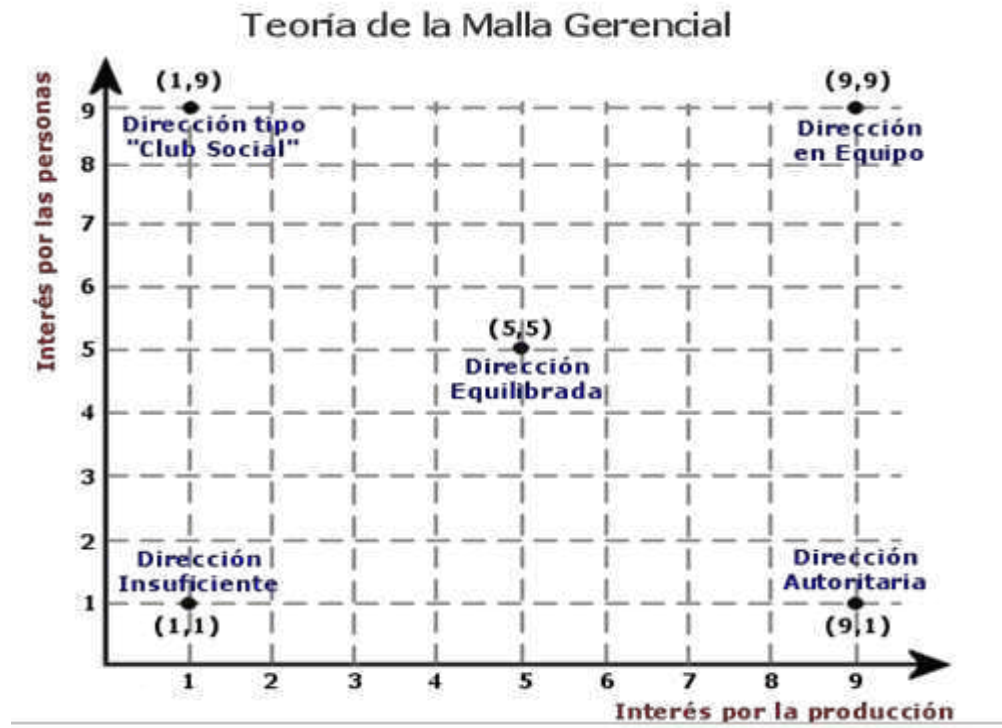 Teoría de la Malla Gerencial
Interés por las personas
(1,9)
(9,9)
9
Dirección tipo
"Club Social"
Dirección
en Equipo
8
7
6
(5,5)
5
Dirección
Equilibrada
4
3
2
Dirección
Insuficiente
Dirección
Autoritaria
1
(1,1)
(9,1)
1 2 3 4 5 6 7 8 9
Interés por la producción